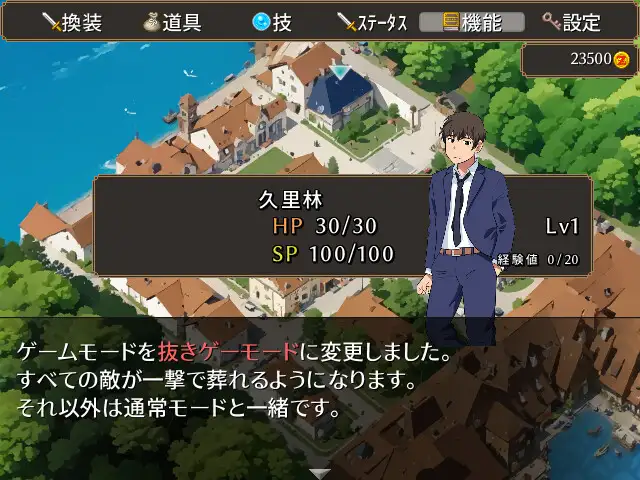 換装 道具 技 ｽﾃｰﾀｽ 機能 設定
23500
久里林
HP 30/30
SP 100/100
Lv1
経験値 0/20
ゲームモードを抜きゲーモードに変更しました。
すべての敵が一撃で葬れるようになります。
それ以外は通常モードと一緒です。